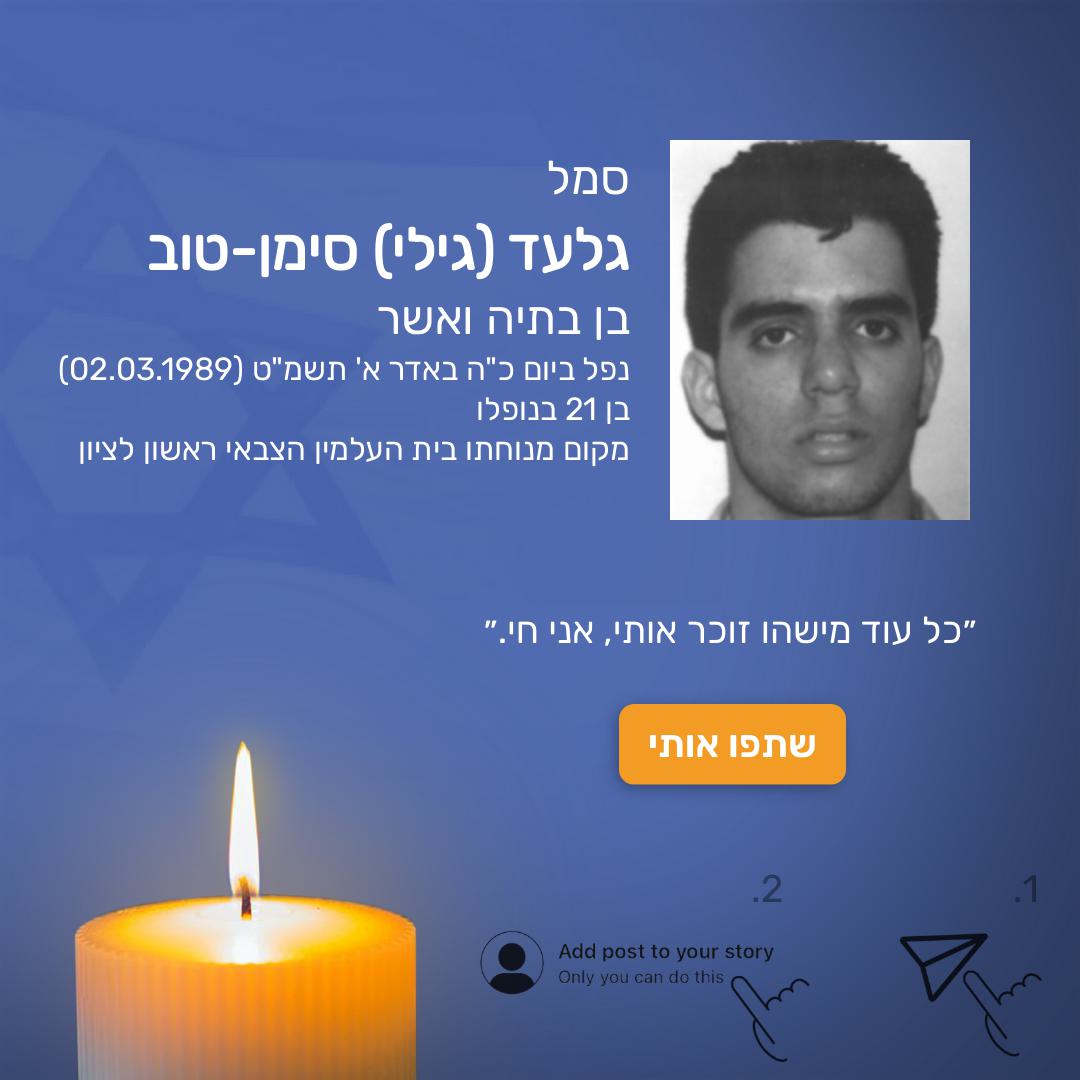 סמל
גלעד (גילי) סימן-טוב
בן בתיה ואשר
נפל ביום כ"ה באדר א' תשמ"ט (02.03.1989)
בן 21 בנופלו
מקום מנוחתו בית העלמין הצבאי ראשון לציון
״כל עוד מישהו זוכר אותי, אני חי.״
שתפו אותי
.1
.2
Add post to your story
Only you can do this